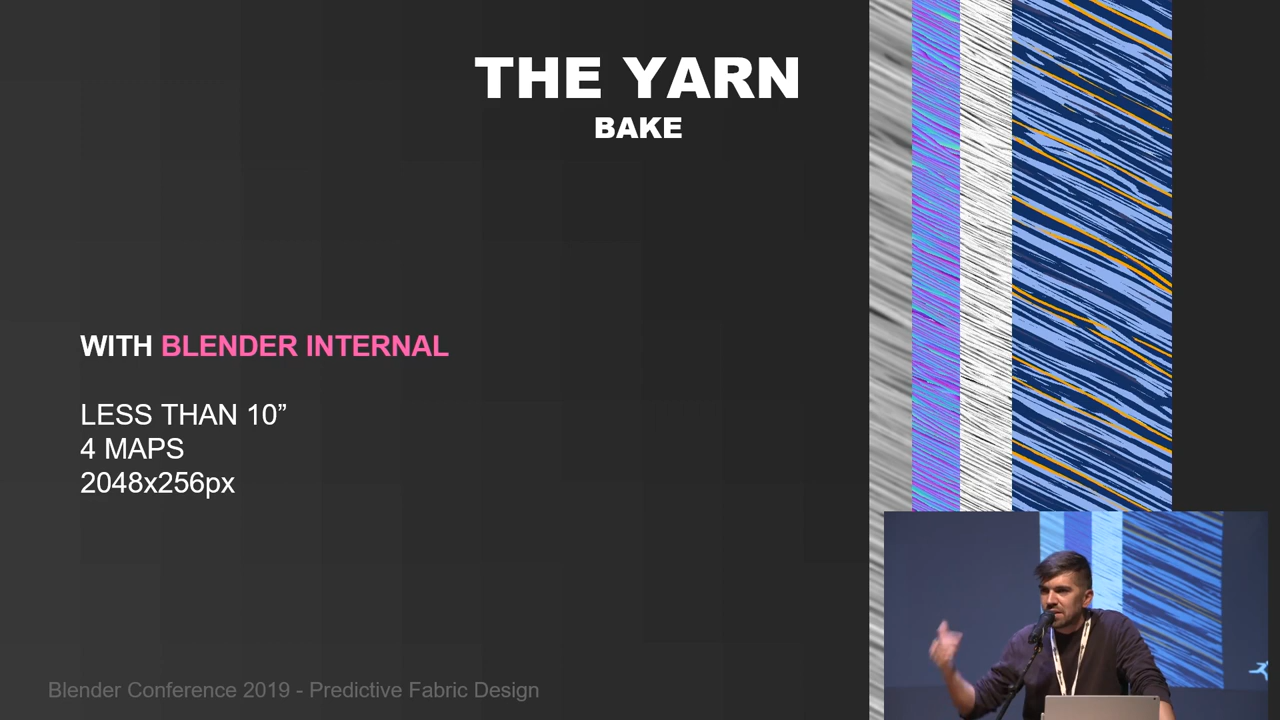 THE YARN
BAKE
WITH BLENDER INTERNAL
LESS THAN 10”
4 MAPS
2048x256px
Blender Conference 2019 - Predictive Fabric Design